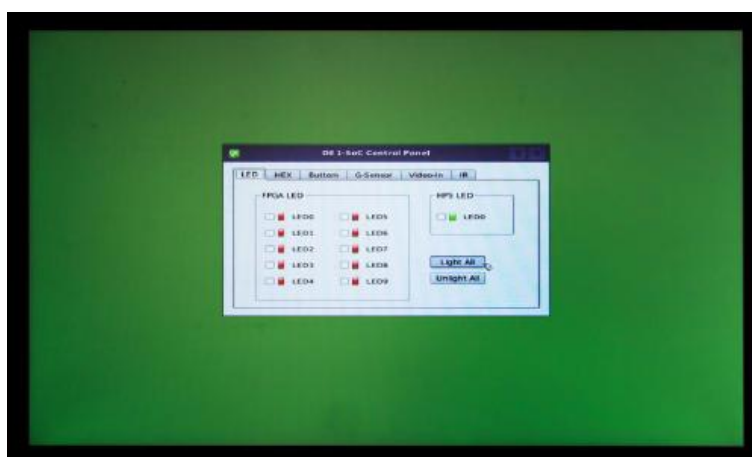 DE1-SoC Control Panel
LED HEX Button G-Sensor Video-In IR
FPGA LED
HPS LED
LED0 LED5 LED0
LED1 LED6
LED2 LED7
LED3 LED8
Light All
LED4 LED9
Unlight All